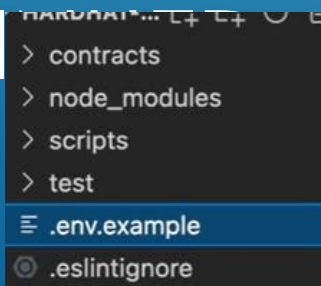 > contracts
> node_modules
> scripts
> test
.env.example
.eslintignore